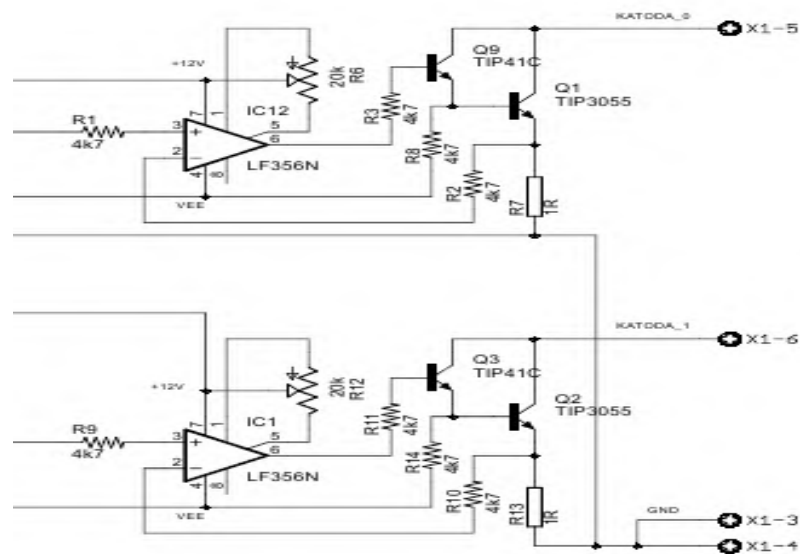 KATODA_0
X1-5
+12V
20k
R6
Q9
TIP41C
Q1
TIP3055
R1
4k7
IC12
7
1
3
+
2
-
4
8
5
6
LF356N
VEE
R3
4k7
R8
4k7
R2
4k7
R7
1R
KATODA_1
X1-6
+12V
20k
R12
Q3
TIP41C
Q2
TIP3055
R9
4k7
IC1
7
1
3
+
2
-
4
8
5
6
LF356N
VEE
R11
4k7
R14
4k7
R10
4k7
R13
1R
GND
X1-3
X1-4